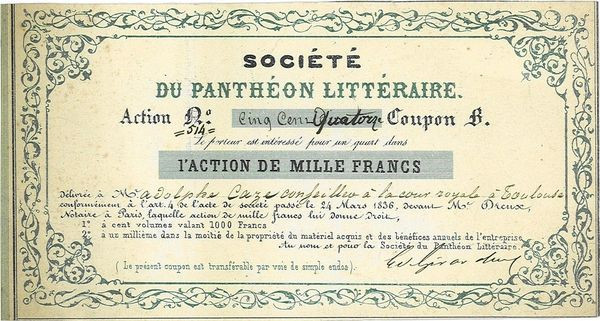 SOCIÉTÉ
DU PANTHÉON LITTÉRAIRE.
Action No. Cinq Cent Quatorze Coupon B.
=514=
Le porteur est intéressé pour un quart dans
l'ACTION DE MILLE FRANCS
délivrée à Mr. adolphe Caze conseiller à la cour royale à Toulouse
conformément à l'art. 4 de l'acte de société passé le 24 Mars 1836, devant Mr. Dreux,
Notaire à Paris, laquelle action de mille francs lui donne Droit,
1º à cent volumes valant 1000 Francs
2º à un millième dans la moitié de la propriété du matériel acquis et des bénéfices annuels de l'entreprise.
Au nom et pour la Société du Panthéon Littéraire.
(Le présent coupon est transférable par voie de simple endos)